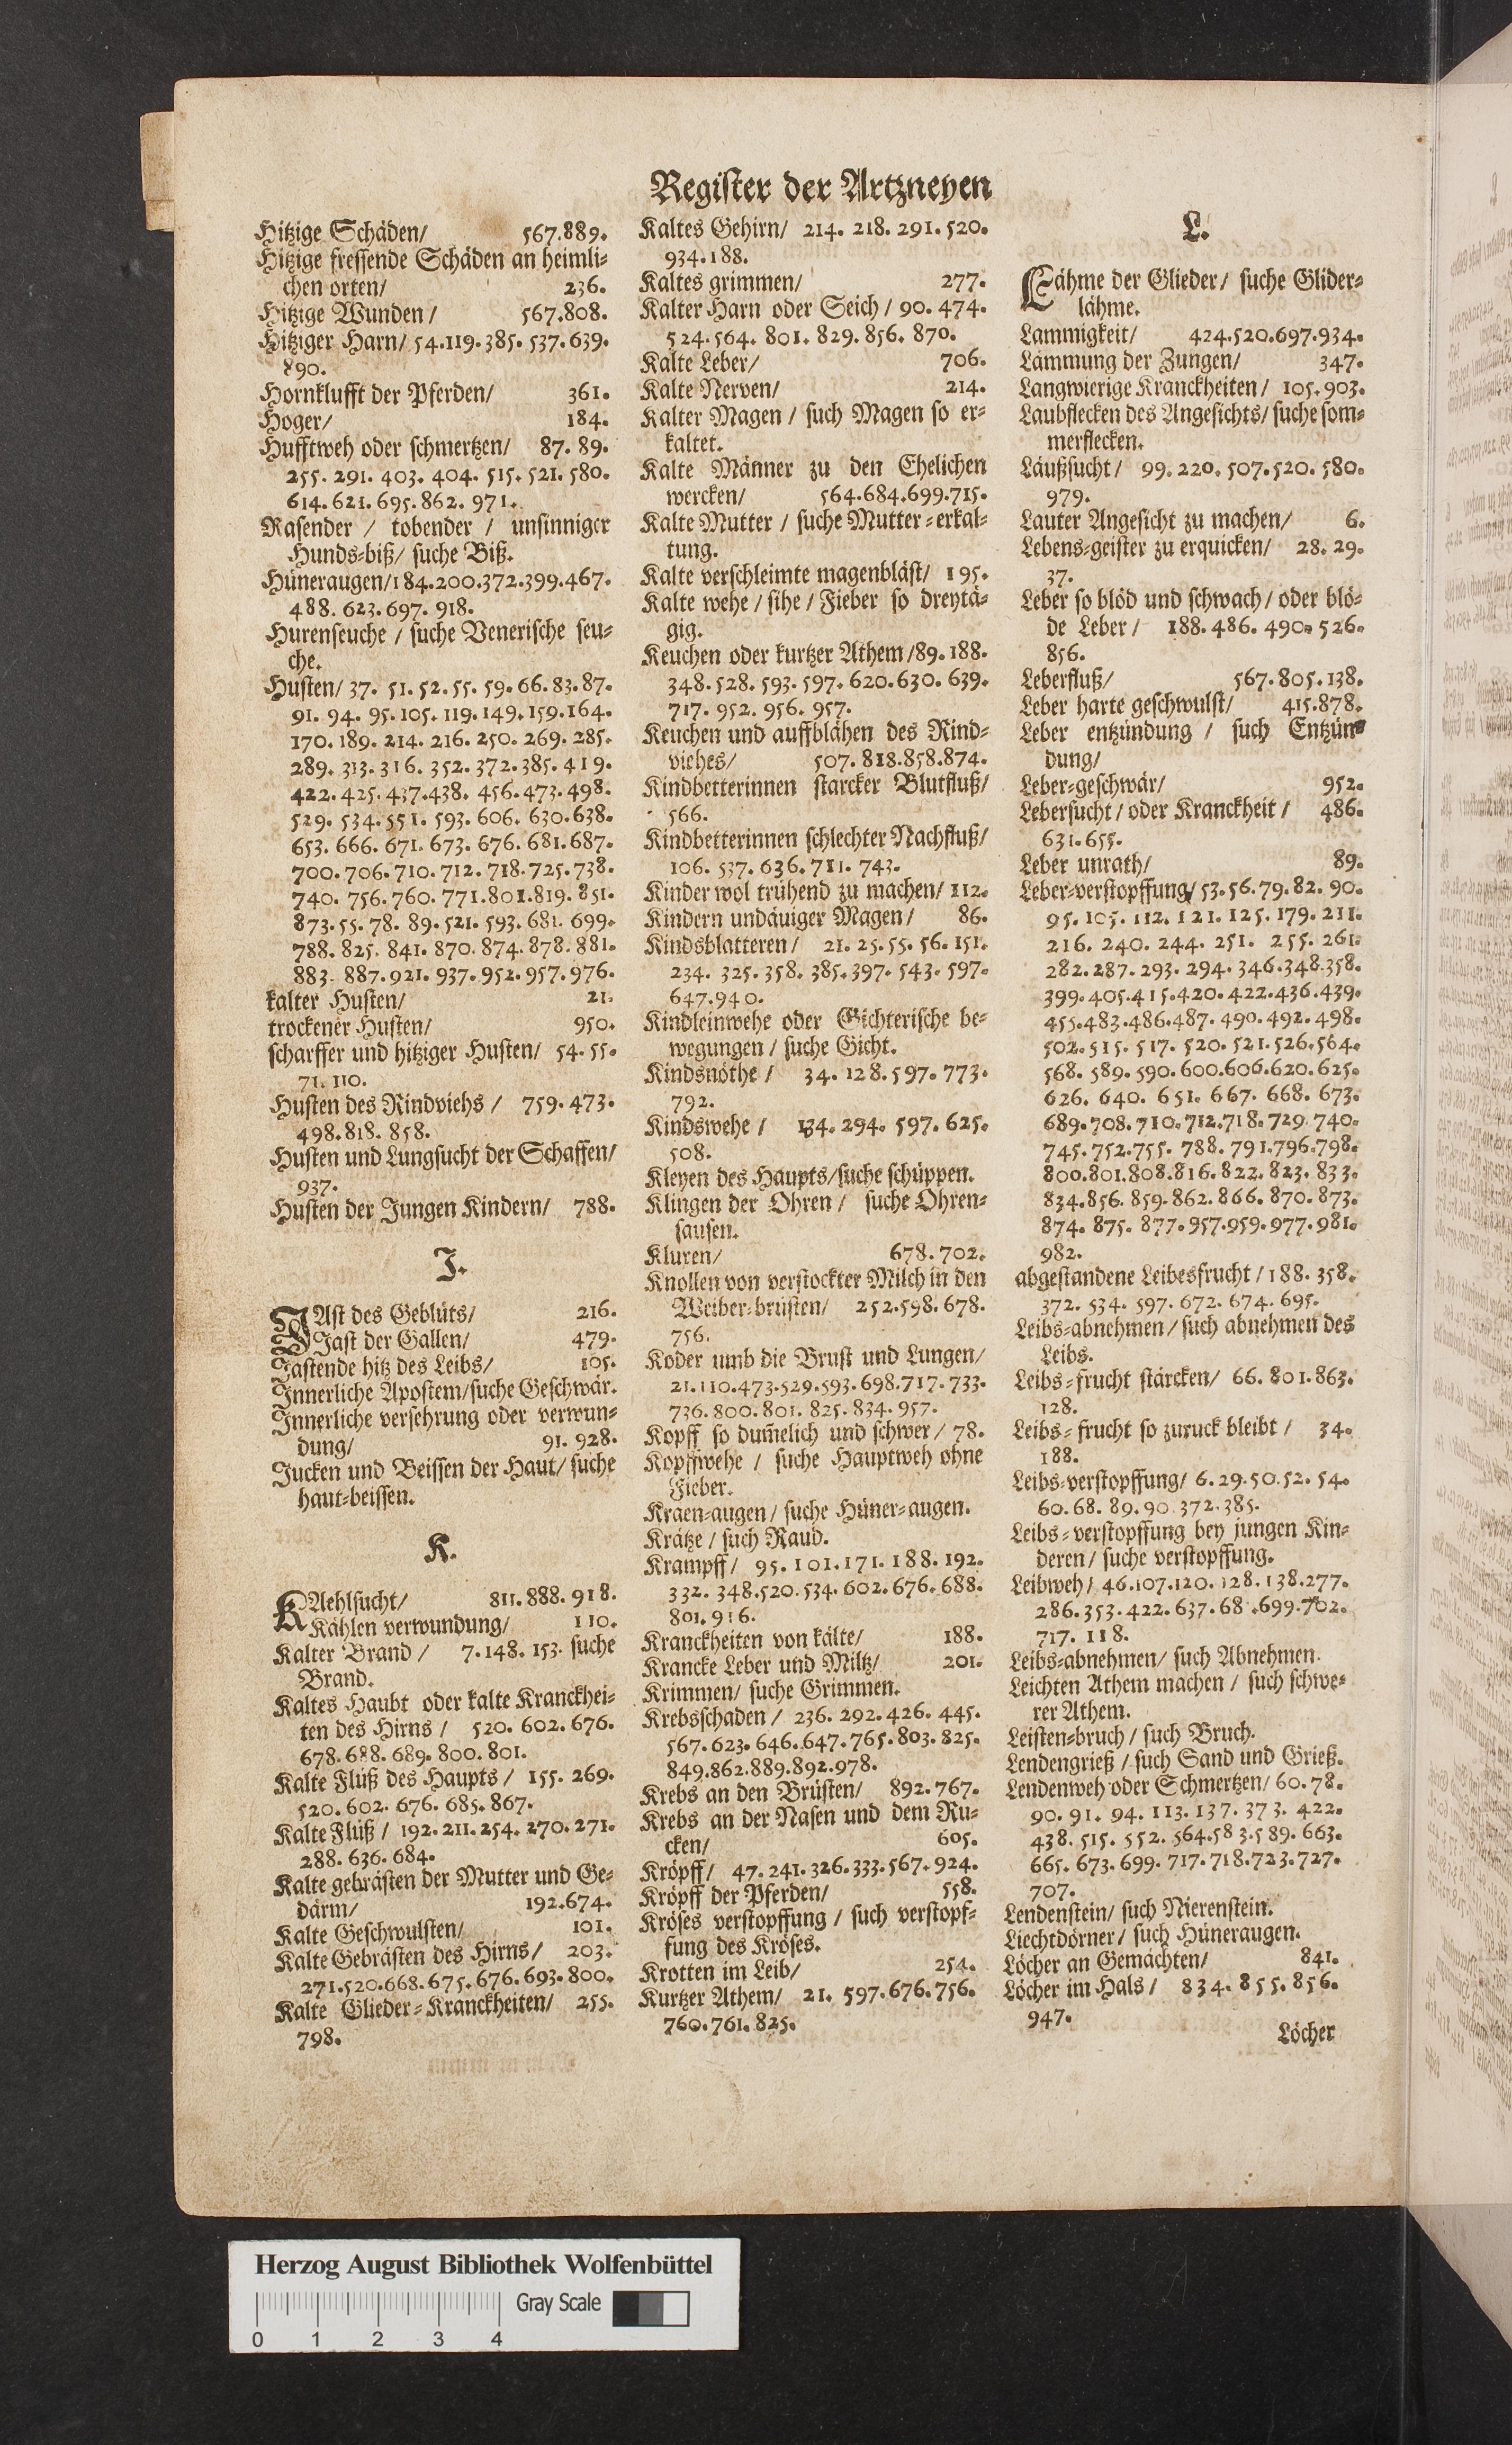 Register der Artzneyen
Hitzige Schäden/ 567.889.
Hitzige fressende Schäden an heimli-
chen orten/ 236.
Hitzige Wunden/ 567.808.
Hitziger Harn/ 54.119.385.537.639.
890.
Hornklufft der Pferden/ 361.
Hoger/ 184.
Hufftweh oder schmertzen/ 87.89.
255.291.403.404.515.521.580.
614.621.695.862.971.
Rasender / tobender / unsinniger
Hunds-biß/ suche Biß.
Hüneraugen/184.200.372.399.467.
488.623.697.918.
Hurenseuche / suche Venerische seu-
che.
Husten/ 37.51.52.55.59.66.83.87.
91.94.95.105.119.149.159.164.
170.189.214.216.250.269.285.
289.313.316.352.372.385.419.
422.425.437.438.456.473.498.
529.534.551.593.606.630.638.
653.666.671.673.676.681.687.
700.706.710.712.718.725.738.
740.756.760.771.801.819.851.
873.55.78.89.521.593.681.699.
788.825.841.870.874.878.881.
883.887.921.937.952.957.976.
kalter Husten/ 21.
trockener Husten/ 950.
scharffer und hitziger Husten/ 54.55.
71.110.
Husten des Rindviehs/ 759.473.
498.818.858.
Husten und Lungsucht der Schaffen/
937.
Husten der Jungen Kindern/ 788.
J.
JAst des Geblüts/ 216.
Jast der Gallen/ 479.
Jastende hitz des Leibs/ 105.
Innerliche Apostem/suche Geschwär.
Innerliche versehrung oder verwun-
dung/ 91.928.
Jucken und Beissen der Haut/ suche
haut-beissen.
K.
KAehlsucht/ 811.888.918.
Kählen verwundung/ 110.
Kalter Brand/ 7.148.153. suche
Brand.
Kaltes Haubt oder kalte Kranckhei-
ten des Hirns/ 520.602.676.
678.688.689.800.801.
Kalte Flüß des Haupts/ 155.269.
520.602.676.685.867.
Kalte Flüß/ 192.211.254.270.271.
288.636.684.
Kalte gebrästen der Mutter und Ge-
därm/ 192.674.
Kalte Geschwulsten/ 101.
Kalte Gebrästen des Hirns/ 203.
271.520.668.675.676.693.800.
Kalte Glieder-Kranckheiten/ 255.
798.
Kaltes Gehirn/ 214.218.291.520.
934.188.
Kaltes grimmen/ 277.
Kalter Harn oder Seich/ 90.474.
524.564.801.829.856.870.
Kalte Leber/ 706.
Kalte Nerven/ 214.
Kalter Magen / such Magen so er-
kaltet.
Kalte Männer zu den Ehelichen
wercken/ 564.684.699.715.
Kalte Mutter / suche Mutter-erkal-
tung.
Kalte verschleimte magenbläst/ 195.
Kalte wehe / sihe / Fieber so dreytä-
gig.
Keuchen oder kurtzer Athem/89.188.
348.528.593.597.620.630.639.
717.952.956.957.
Keuchen und auffblähen des Rind-
viehes/ 507.818.858.874.
Kindbetterinnen starcker Blutfluß/
566.
Kindbetterinnen schlechter Nachfluß/
106.537.636.711.743.
Kinder wol trühend zu machen/ 112.
Kindern undäuiger Magen/ 86.
Kindsblatteren/ 21.25.55.56.151.
234.325.358.385.397.543.597.
647.940.
Kindleinwehe oder Gichterische be-
wegungen / suche Gicht.
Kindsnöthe/ 34.128.597.773.
792.
Kindswehe/ 134.294.597.625.
508.
Kleyen des Haupts/suche schüppen.
Klingen der Ohren / suche Ohren-
sausen.
Kluren/ 678.702.
Knollen von verstockter Milch in den
Weiber-brüsten/ 252.598.678.
756.
Koder umb die Brust und Lungen/
21.110.473.529.593.698.717.733.
736.800.801.825.834.957.
Kopff so dum̃elich und schwer/ 78.
Kopffwehe / suche Hauptweh ohne
Fieber.
Kraen-augen/ suche Hüner-augen.
Krätze / such Raud.
Krampff/ 95.101.171.188.192.
332.348.520.534.602.676.688.
801.916.
Kranckheiten von kälte/ 188.
Krancke Leber und Miltz/ 201.
Krimmen/ suche Grimmen.
Krebsschaden/ 236.292.426.445.
567.623.646.647.765.803.825.
849.862.889.892.978.
Krebs an den Brüsten/ 892.767.
Krebs an der Nasen und dem Ru-
cken/ 605.
Kröpff/ 47.241.326.333.567.924.
Kröpff der Pferden/ 558.
Kröses verstopffung / such verstopf-
fung des Kröses.
Krotten im Leib/ 254.
Kurtzer Athem/ 21.597.676.756.
760.761.825.
L.
LÄhme der Glieder/ suche Glider-
lähme.
Lammigkeit/ 424.520.697.934.
Lämmung der Zungen/ 347.
Langwierige Kranckheiten/ 105.903.
Laubflecken des Angesichts/ suche som-
merflecken.
Läußsucht/ 99.220.507.520.580.
979.
Lauter Angesicht zu machen/ 6.
Lebens-geister zu erquicken/ 28.29.
37.
Leber so blöd und schwach/ oder blö-
de Leber/ 188.486.490.526.
856.
Leberfluß/ 567.805.138.
Leber harte geschwulst/ 415.878.
Leber entzündung / such Entzün-
dung/
Leber-geschwär/ 952.
Lebersucht/ oder Kranckheit/ 486.
631.655.
Leber unrath/ 89.
Leber-verstopffung/ 53.56.79.82.90.
95.105.112.121.125.179.211.
216.240.244.251.255.261.
282.287.293.294.346.348.358.
399.405.415.420.422.436.439.
455.483.486.487.490.492.498.
502.515.517.520.521.526.564.
568.589.590.600.606.620.625.
626.640.651.667.668.673.
689.708.710.712.718.729.740.
745.752.755.788.791.796.798.
800.801.808.816.822.823.833.
834.856.859.862.866.870.873.
874.875.877.957.959.977.981.
982.
abgestandene Leibesfrucht/188.358.
372.534.597.672.674.695.
Leibs-abnehmen/ such abnehmen des
Leibs.
Leibs-frucht stärcken/ 66.801.863.
128.
Leibs-frucht so zuruck bleibt/ 34.
188.
Leibs-verstopffung/ 6.29.50.52.54.
60.68.89.90.372.385.
Leibs-verstopffung bey jungen Kin-
deren/ suche verstopffung.
Leibweh/ 46.107.120.128.138.277.
286.353.422.637.68 .699.702.
717.118.
Leibs-abnehmen/ such Abnehmen.
Leichten Athem machen / such schwe-
rer Athem.
Leisten-bruch/ such Bruch.
Lendengrieß/ such Sand und Grieß.
Lendenweh oder Schmertzen/ 60.78.
90.91.94.113.137.373.422.
438.515.552.564.583.589.663.
665.673.699.717.718.723.727.
707.
Lendenstein/ such Nierenstein.
Liechtdörner/ such Hüneraugen.
Löcher an Gemächten/ 841.
Löcher im Hals/ 834.855.856.
947.
Löcher
Herzog August Bibliothek Wolfenbüttel
Gray Scale
0 1 2 3 4